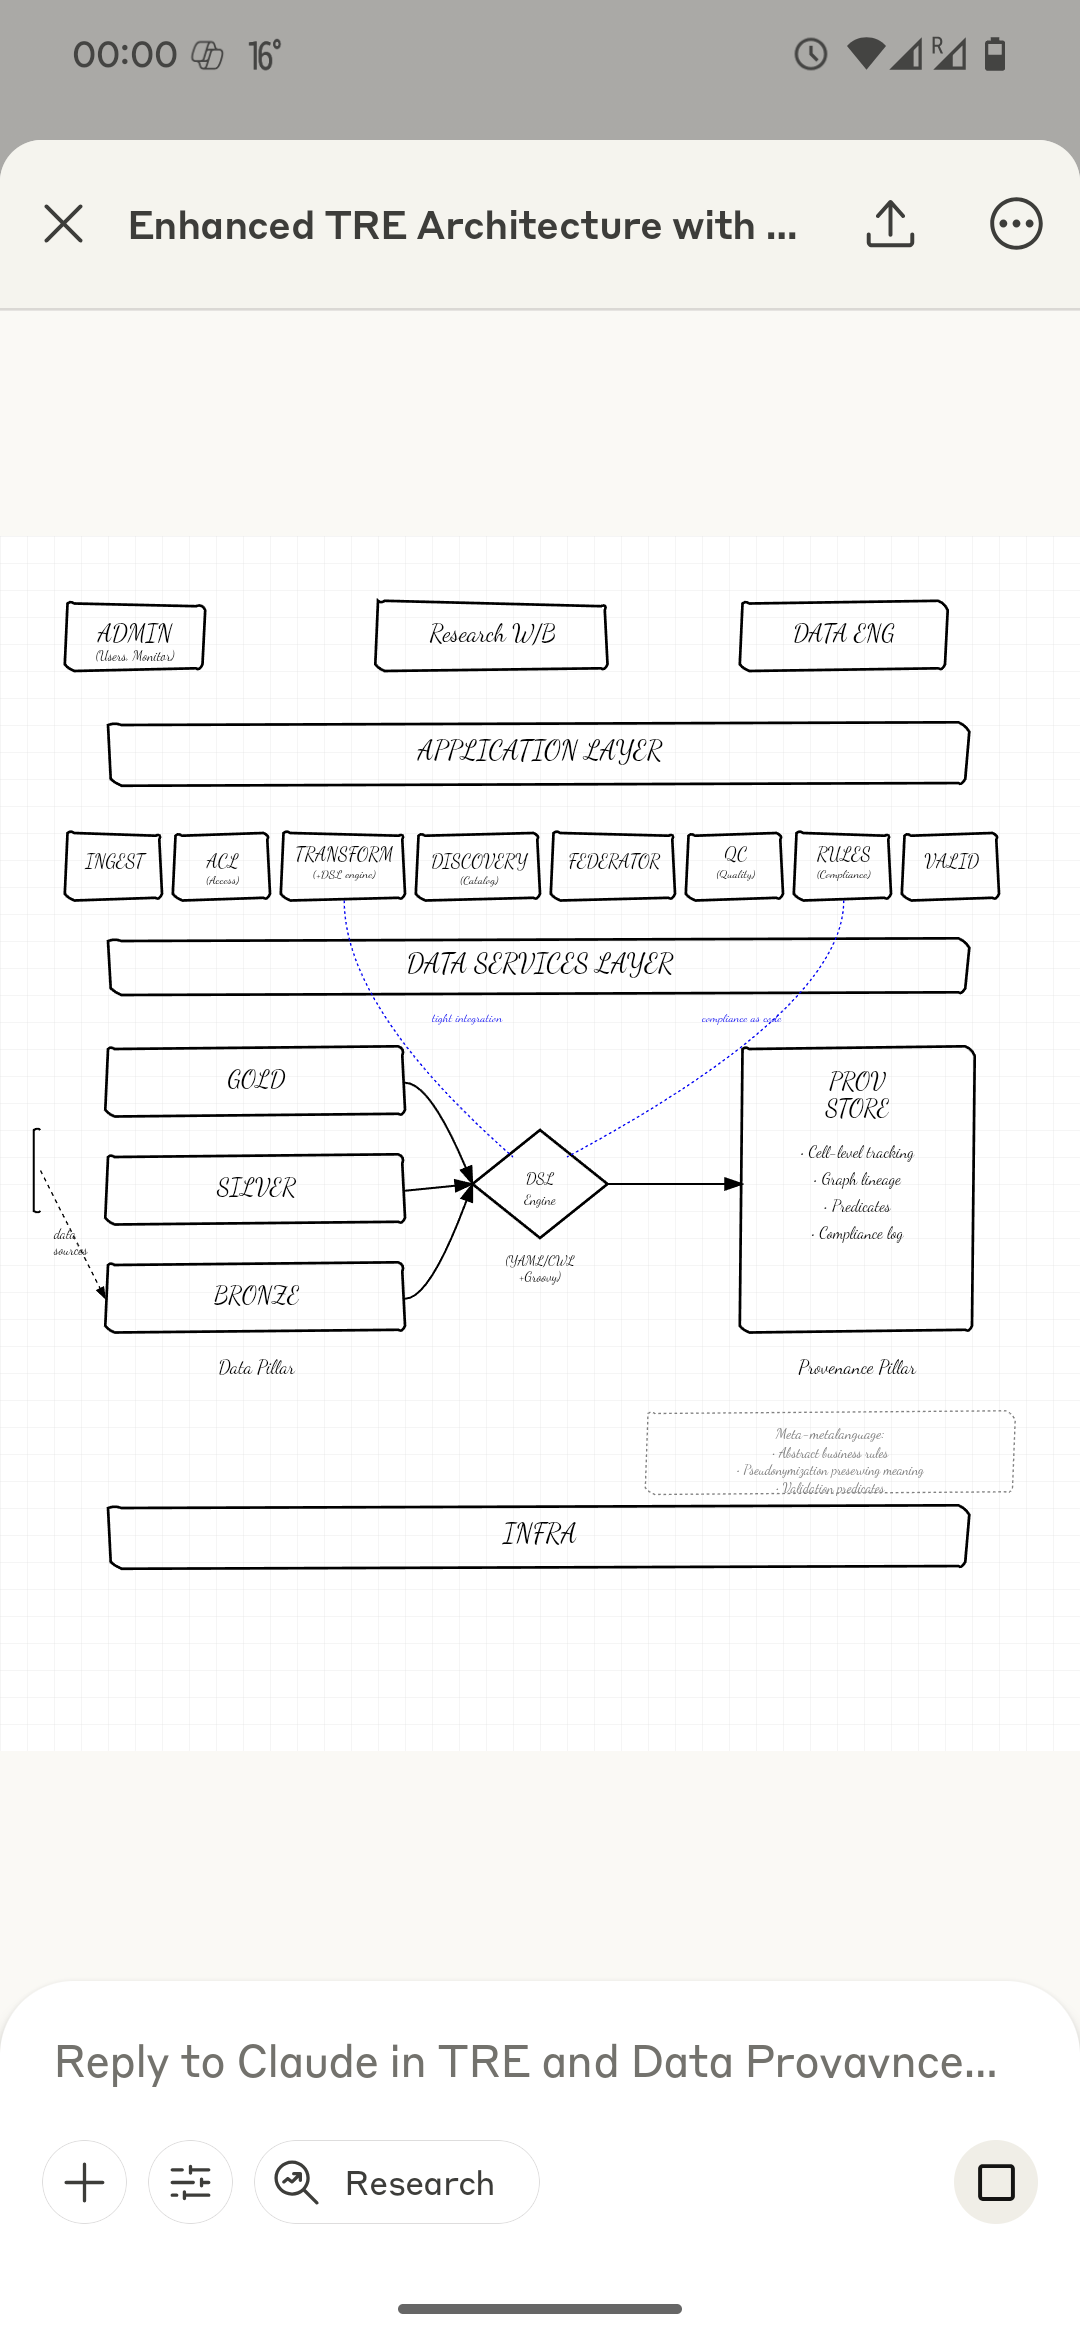 00:00 16°
R
Enhanced TRE Architecture with ...
ADMIN
(Users, Monitor)
Research W/B
DATA ENG
APPLICATION LAYER
INGEST
ACL
(Access)
TRANSFORM
(+DSL engine)
DISCOVERY
(Catalog)
FEDERATOR
QC
(Quality)
RULES
(Compliance)
VALID
DATA SERVICES LAYER
tight integration
compliance as code
GOLD
SILVER
BRONZE
data
sources
Data Pillar
DSL
Engine
(YAML/CWL
+Groovy)
PROV
STORE
• Cell-level tracking
• Graph lineage
• Predicates
• Compliance log
Provenance Pillar
Meta-metalanguage:
• Abstract business rules
• Pseudonymization preserving meaning
• Validation predicates
INFRA
Reply to Claude in TRE and Data Provavnce...
Research